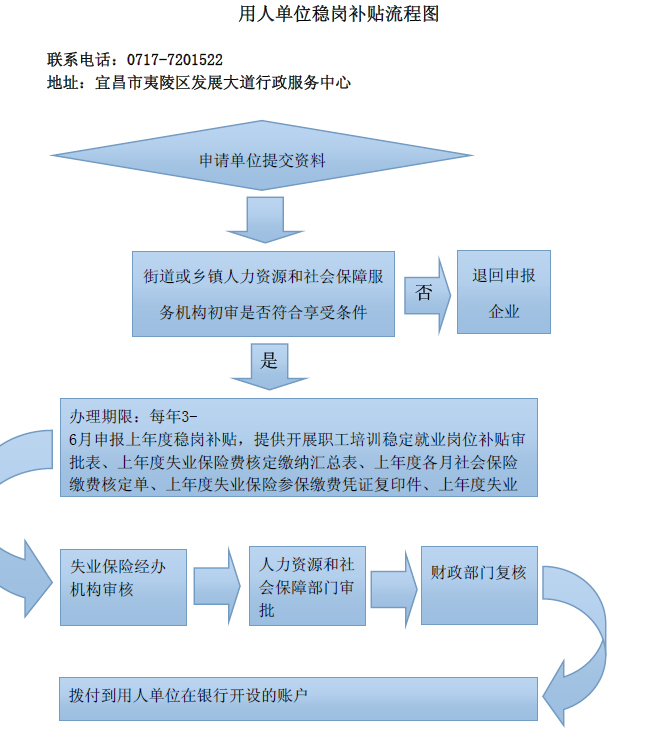 用人单位稳岗补贴流程图
联系电话：0717-7201522
地址：宜昌市夷陵区发展大道行政服务中心
申请单位提交资料
街道或乡镇人力资源和社会保障服
务机构初审是否符合享受条件
否
退回申报
企业
是
办理期限：每年3-
6月申报上年度稳岗补贴，提供开展职工培训稳定就业岗位补贴审
批表、上年度失业保险费核定缴纳汇总表、上年度各月社会保险
缴费核定单、上年度失业保险参保缴费凭证复印件、上年度失业
失业保险经办
机构审核
人力资源和社
会保障部门审
批
财政部门复核
拨付到用人单位在银行开设的账户